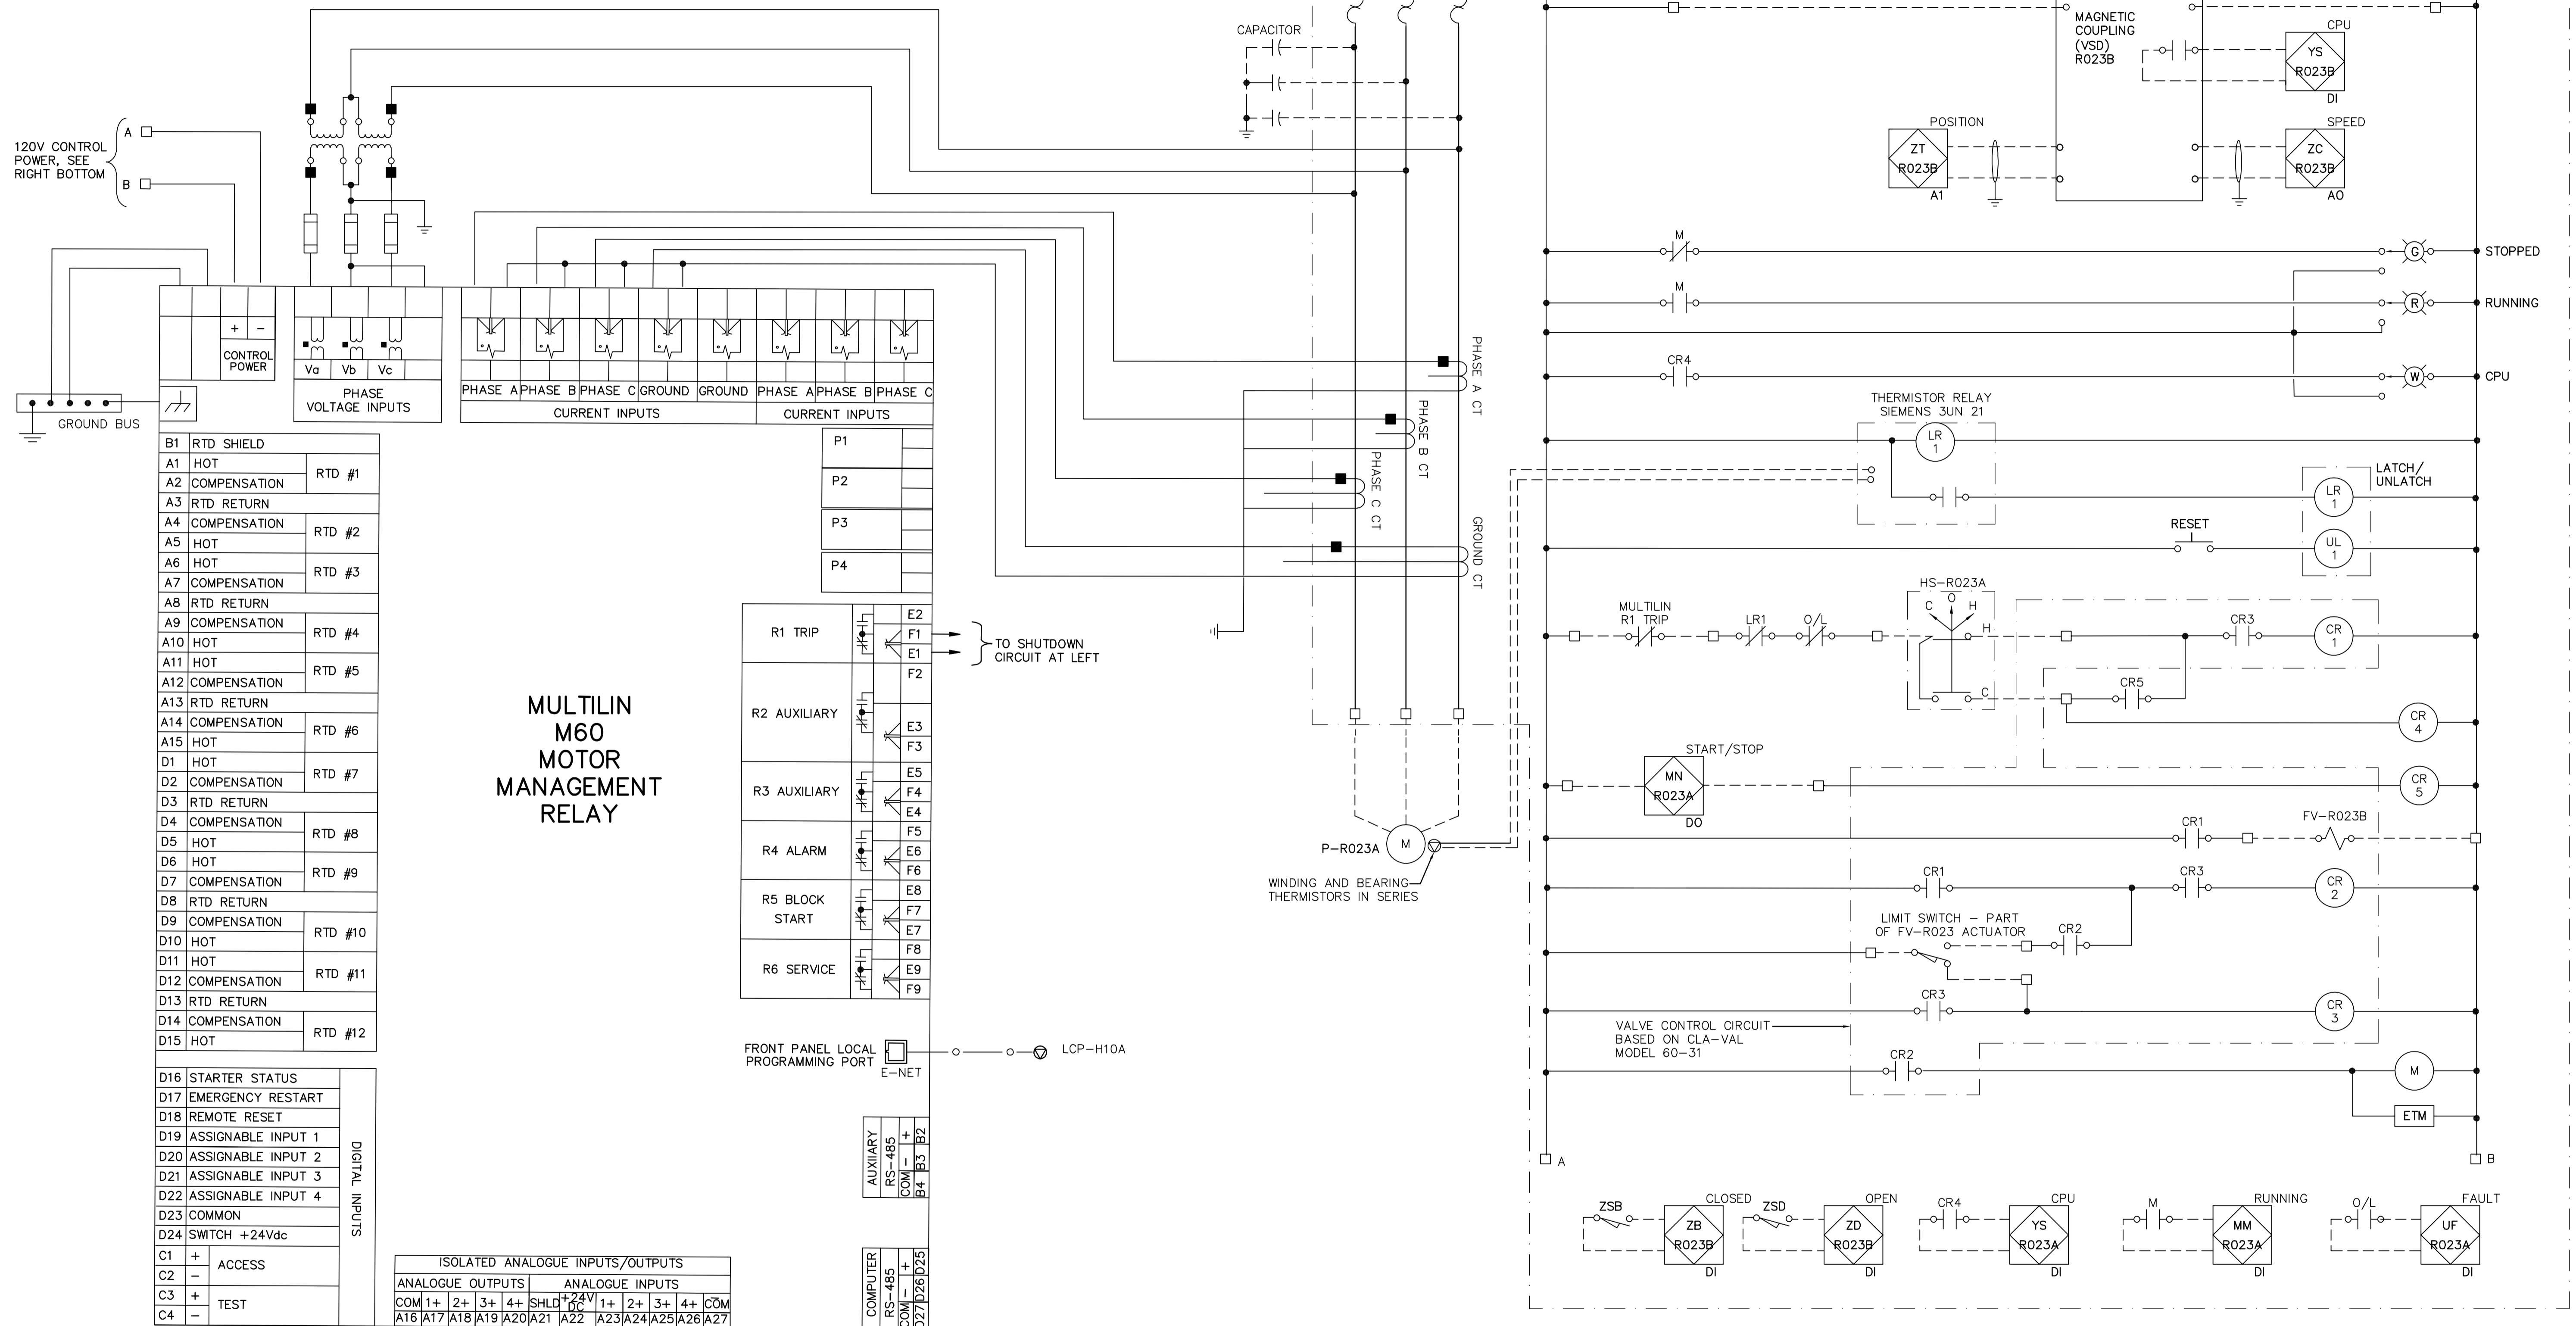 CAPACITOR
MAGNETIC
COUPLING
(VSD)
R023B
CPU
YS
R023B
DI
120V CONTROL
POWER, SEE
RIGHT BOTTOM
A
B
POSITION
ZT
R023B
A1
SPEED
ZC
R023B
AO
M
G
STOPPED
M
R
RUNNING
CR4
W
CPU
+ −
CONTROL
POWER
Va Vb Vc
PHASE
VOLTAGE INPUTS
PHASE A PHASE B PHASE C GROUND GROUND PHASE A PHASE B PHASE C
CURRENT INPUTS
CURRENT INPUTS
GROUND BUS
PHASE A CT
PHASE B CT
PHASE C CT
GROUND CT
THERMISTOR RELAY
SIEMENS 3UN 21
LR
1
LATCH/
UNLATCH
LR
1
RESET
UL
1
B1 RTD SHIELD
A1 HOT
RTD #1
A2 COMPENSATION
A3 RTD RETURN
A4 COMPENSATION
RTD #2
A5 HOT
A6 HOT
RTD #3
A7 COMPENSATION
A8 RTD RETURN
A9 COMPENSATION
RTD #4
A10 HOT
A11 HOT
RTD #5
A12 COMPENSATION
A13 RTD RETURN
A14 COMPENSATION
RTD #6
A15 HOT
D1 HOT
RTD #7
D2 COMPENSATION
D3 RTD RETURN
D4 COMPENSATION
RTD #8
D5 HOT
D6 HOT
RTD #9
D7 COMPENSATION
D8 RTD RETURN
D9 COMPENSATION
RTD #10
D10 HOT
D11 HOT
RTD #11
D12 COMPENSATION
D13 RTD RETURN
D14 COMPENSATION
RTD #12
D15 HOT
D16 STARTER STATUS
D17 EMERGENCY RESTART
D18 REMOTE RESET
D19 ASSIGNABLE INPUT 1
D20 ASSIGNABLE INPUT 2
D21 ASSIGNABLE INPUT 3
D22 ASSIGNABLE INPUT 4
D23 COMMON
D24 SWITCH +24Vdc
DIGITAL INPUTS
C1 +
ACCESS
C2 −
C3 +
TEST
C4 −
MULTILIN
M60
MOTOR
MANAGEMENT
RELAY
P1
P2
P3
P4
R1 TRIP
E2
F1
E1
F2
TO SHUTDOWN
CIRCUIT AT LEFT
R2 AUXILIARY
E3
F3
R3 AUXILIARY
E5
F4
E4
R4 ALARM
F5
E6
F6
R5 BLOCK
START
E8
F7
E7
R6 SERVICE
F8
E9
F9
FRONT PANEL LOCAL
PROGRAMMING PORT
E-NET
LCP-H10A
AUXIIARY
RS-485
COM − +
B4 B3 B2
COMPUTER
RS-485
COM − +
D27 D26 D25
ISOLATED ANALOGUE INPUTS/OUTPUTS
ANALOGUE OUTPUTS ANALOGUE INPUTS
COM 1+ 2+ 3+ 4+ SHLD +24V DC 1+ 2+ 3+ 4+ COM
A16 A17 A18 A19 A20 A21 A22 A23 A24 A25 A26 A27
P-R023A
M
WINDING AND BEARING
THERMISTORS IN SERIES
MULTILIN
R1 TRIP
LR1
O/L
HS-R023A
C O H
H
C
CR3
CR
1
CR5
CR
4
START/STOP
MN
R023A
DO
CR
5
CR1
FV-R023B
CR1
CR3
CR
2
LIMIT SWITCH - PART
OF FV-R023 ACTUATOR
CR2
CR3
CR
3
VALVE CONTROL CIRCUIT
BASED ON CLA-VAL
MODEL 60-31
CR2
M
ETM
A
B
ZSB
CLOSED
ZB
R023B
DI
ZSD
OPEN
ZD
R023B
DI
CR4
CPU
YS
R023A
DI
M
RUNNING
MM
R023A
DI
O/L
FAULT
UF
R023A
DI